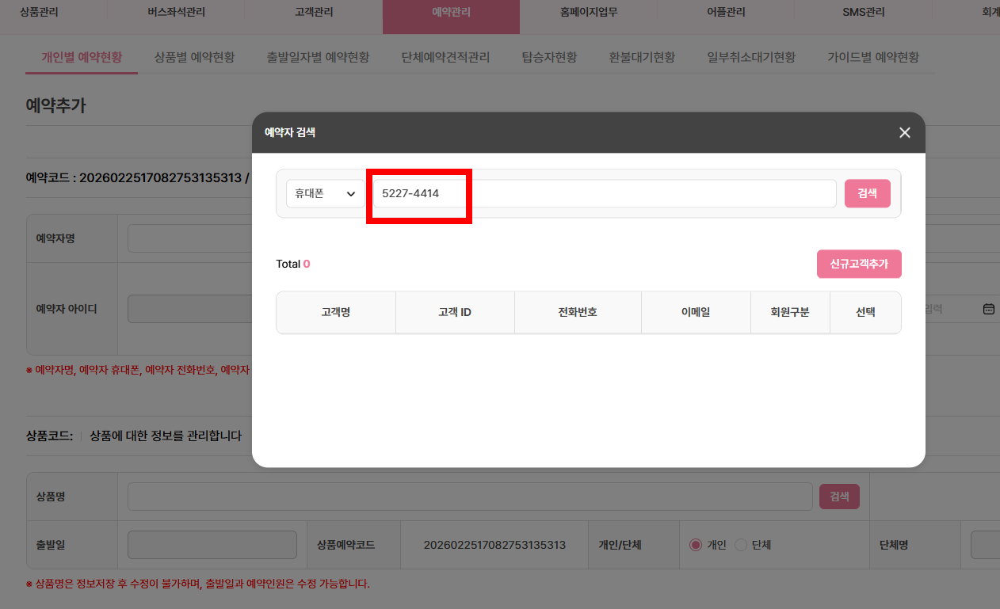 상품관리 버스좌석관리 고객관리 예약관리 홈페이지업무 어플관리 SMS관리 회계
개인별 예약현황 상품별 예약현황 출발일자별 예약현황 단체예약견적관리 탑승자현황 환불대기현황 일부취소대기현황 가이드별 예약현황
예약추가
예약자 검색
예약코드 : 2026022517082753135313 /
휴대폰 5227-4414 검색
예약자명
Total 0 신규고객추가
예약자 아이디
입력
고객명 고객 ID 전화번호 이메일 회원구분 선택
※ 예약자명, 예약자 휴대폰, 예약자 전화번호, 예약자
상품코드: 상품에 대한 정보를 관리합니다
상품명 검색
출발일 상품예약코드 2026022517082753135313 개인/단체 개인 단체 단체명
※ 상품명은 정보저장 후 수정이 불가하며, 출발일과 예약인원은 수정 가능합니다.